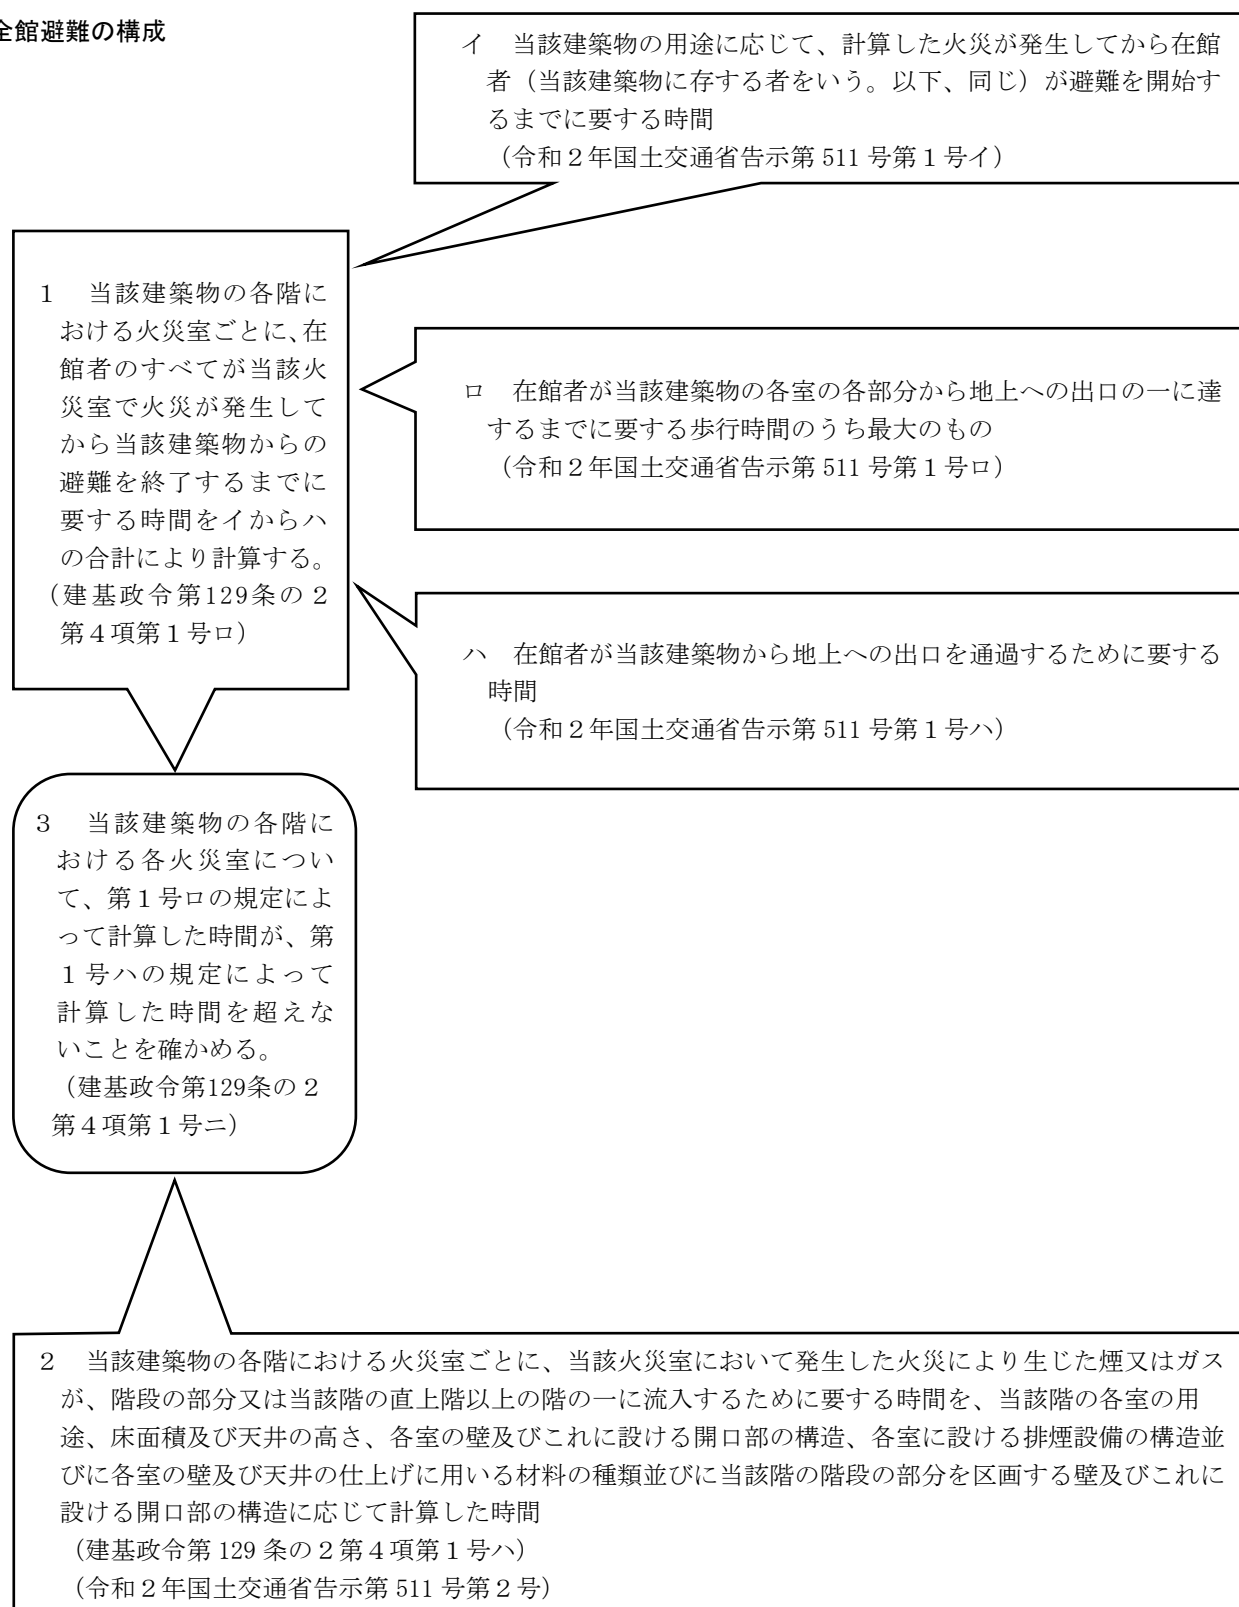 全館避難の構成
イ　当該建築物の用途に応じて、計算した火災が発生してから在館
者（当該建築物に存する者をいう。以下、同じ）が避難を開始す
るまでに要する時間
（令和２年国土交通省告示第 511 号第１号イ）
１　当該建築物の各階に
おける火災室ごとに、在
館者のすべてが当該火
災室で火災が発生して
から当該建築物からの
避難を終了するまでに
要する時間をイからハ
の合計により計算する。
（建基政令第129条の２
第４項第１号ロ）
ロ　在館者が当該建築物の各室の各部分から地上への出口の一に達
するまでに要する歩行時間のうち最大のもの
（令和２年国土交通省告示第 511 号第１号ロ）
ハ　在館者が当該建築物から地上への出口を通過するために要する
時間
（令和２年国土交通省告示第 511 号第１号ハ）
３　当該建築物の各階に
おける各火災室につい
て、第１号ロの規定によ
って計算した時間が、第
１号ハの規定によって
計算した時間を超えな
いことを確かめる。
（建基政令第129条の２
第４項第１号ニ）
２　当該建築物の各階における火災室ごとに、当該火災室において発生した火災により生じた煙又はガス
が、階段の部分又は当該階の直上階以上の階の一に流入するために要する時間を、当該階の各室の用
途、床面積及び天井の高さ、各室の壁及びこれに設ける開口部の構造、各室に設ける排煙設備の構造並
びに各室の壁及び天井の仕上げに用いる材料の種類並びに当該階の階段の部分を区画する壁及びこれに
設ける開口部の構造に応じて計算した時間
（建基政令第 129 条の２第４項第１号ハ）
（令和２年国土交通省告示第 511 号第２号）